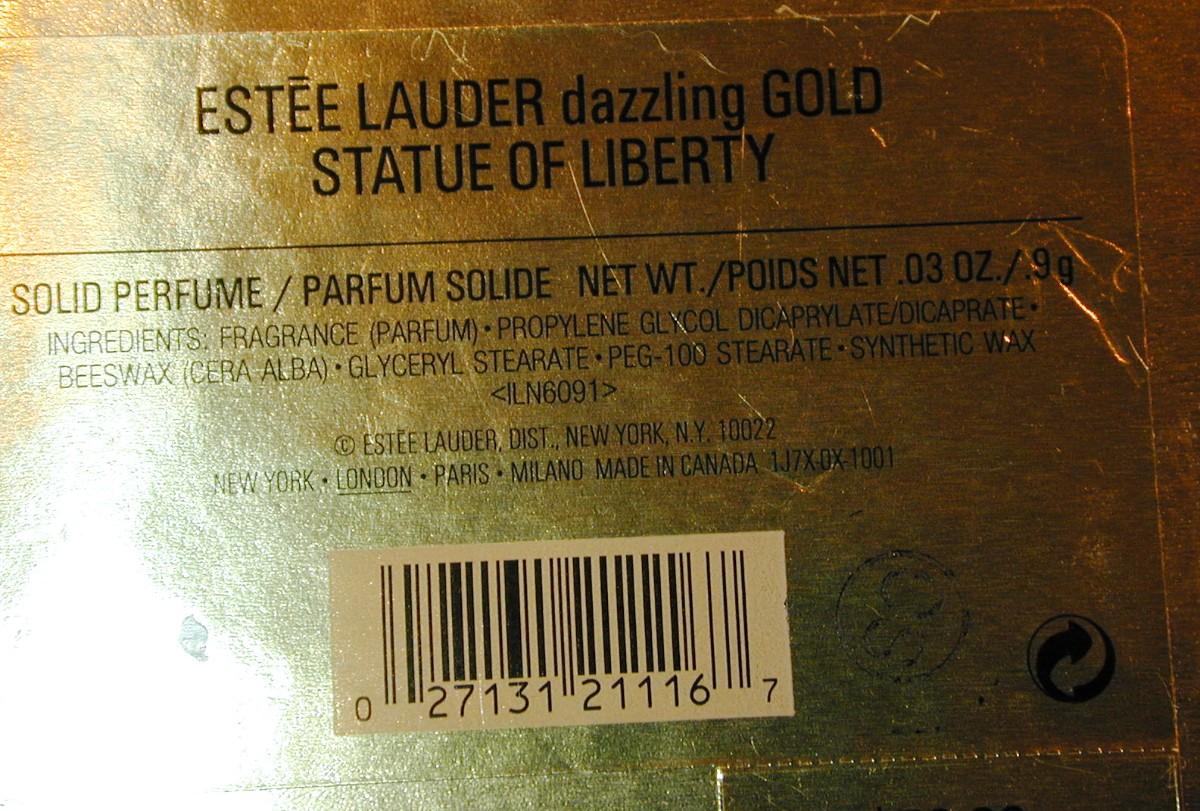 ESTĒE LAUDER dazzling GOLD
STATUE OF LIBERTY
SOLID PERFUME / PARFUM SOLIDE NET WT./POIDS NET .03 OZ./.9 g
INGREDIENTS: FRAGRANCE (PARFUM) • PROPYLENE GLYCOL DICAPRYLATE/DICAPRATE •
BEESWAX (CERA ALBA) • GLYCERYL STEARATE • PEG-100 STEARATE • SYNTHETIC WAX
<ILN6091>
© ESTĒE LAUDER, DIST., NEW YORK, N.Y. 10022
NEW YORK • LONDON • PARIS • MILANO MADE IN CANADA 1J7X-0X-1001
0 27131 21116 7